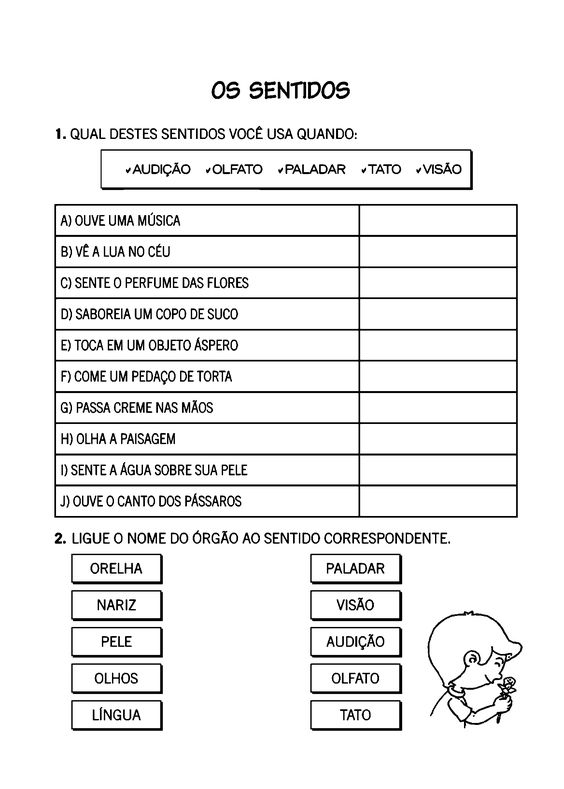 OS SENTIDOS
1. QUAL DESTES SENTIDOS VOCÊ USA QUANDO:
✓AUDIÇÃO ✓OLFATO ✓PALADAR ✓TATO ✓VISÃO
A) OUVE UMA MÚSICA
B) VÊ A LUA NO CÉU
C) SENTE O PERFUME DAS FLORES
D) SABOREIA UM COPO DE SUCO
E) TOCA EM UM OBJETO ÁSPERO
F) COME UM PEDAÇO DE TORTA
G) PASSA CREME NAS MÃOS
H) OLHA A PAISAGEM
I) SENTE A ÁGUA SOBRE SUA PELE
J) OUVE O CANTO DOS PÁSSAROS
2. LIGUE O NOME DO ÓRGÃO AO SENTIDO CORRESPONDENTE.
ORELHA PALADAR
NARIZ VISÃO
PELE AUDIÇÃO
OLHOS OLFATO
LÍNGUA TATO